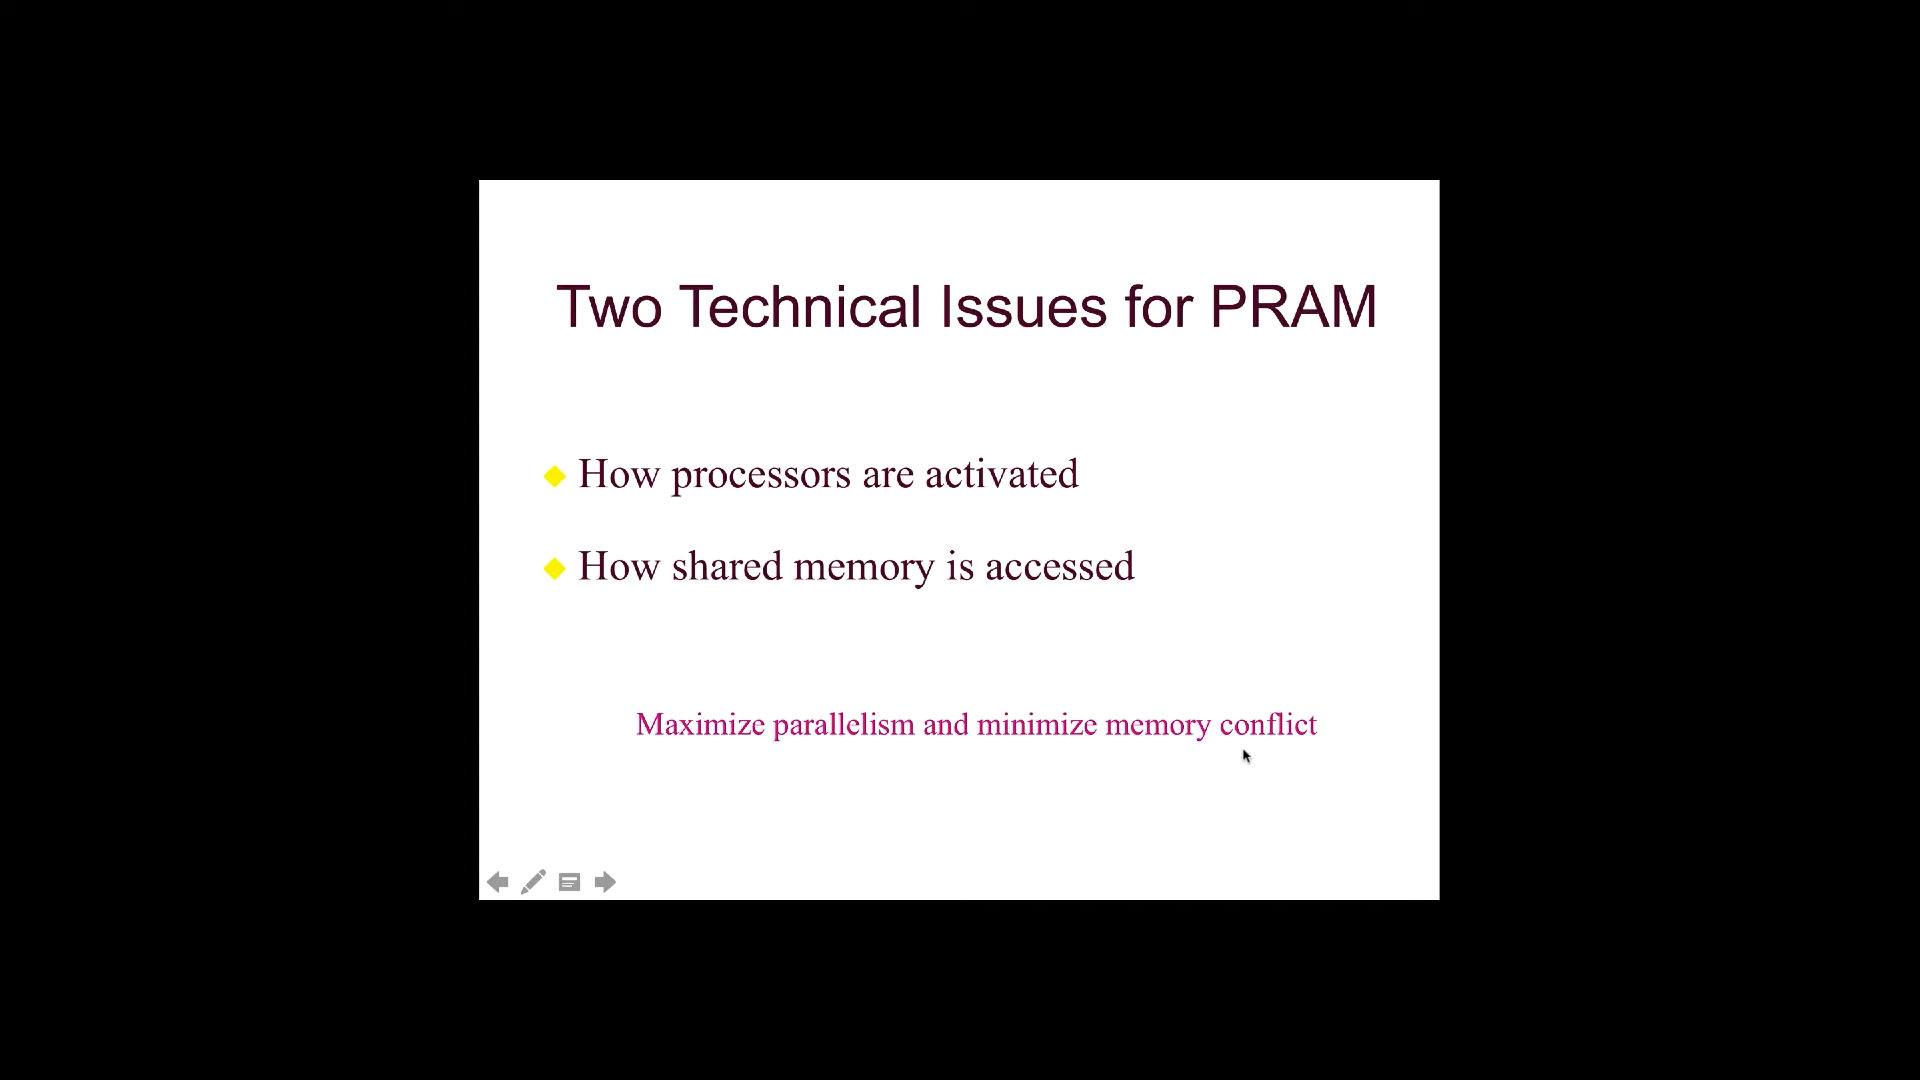 Two Technical Issues for PRAM
How processors are activated
How shared memory is accessed
Maximize parallelism and minimize memory conflict